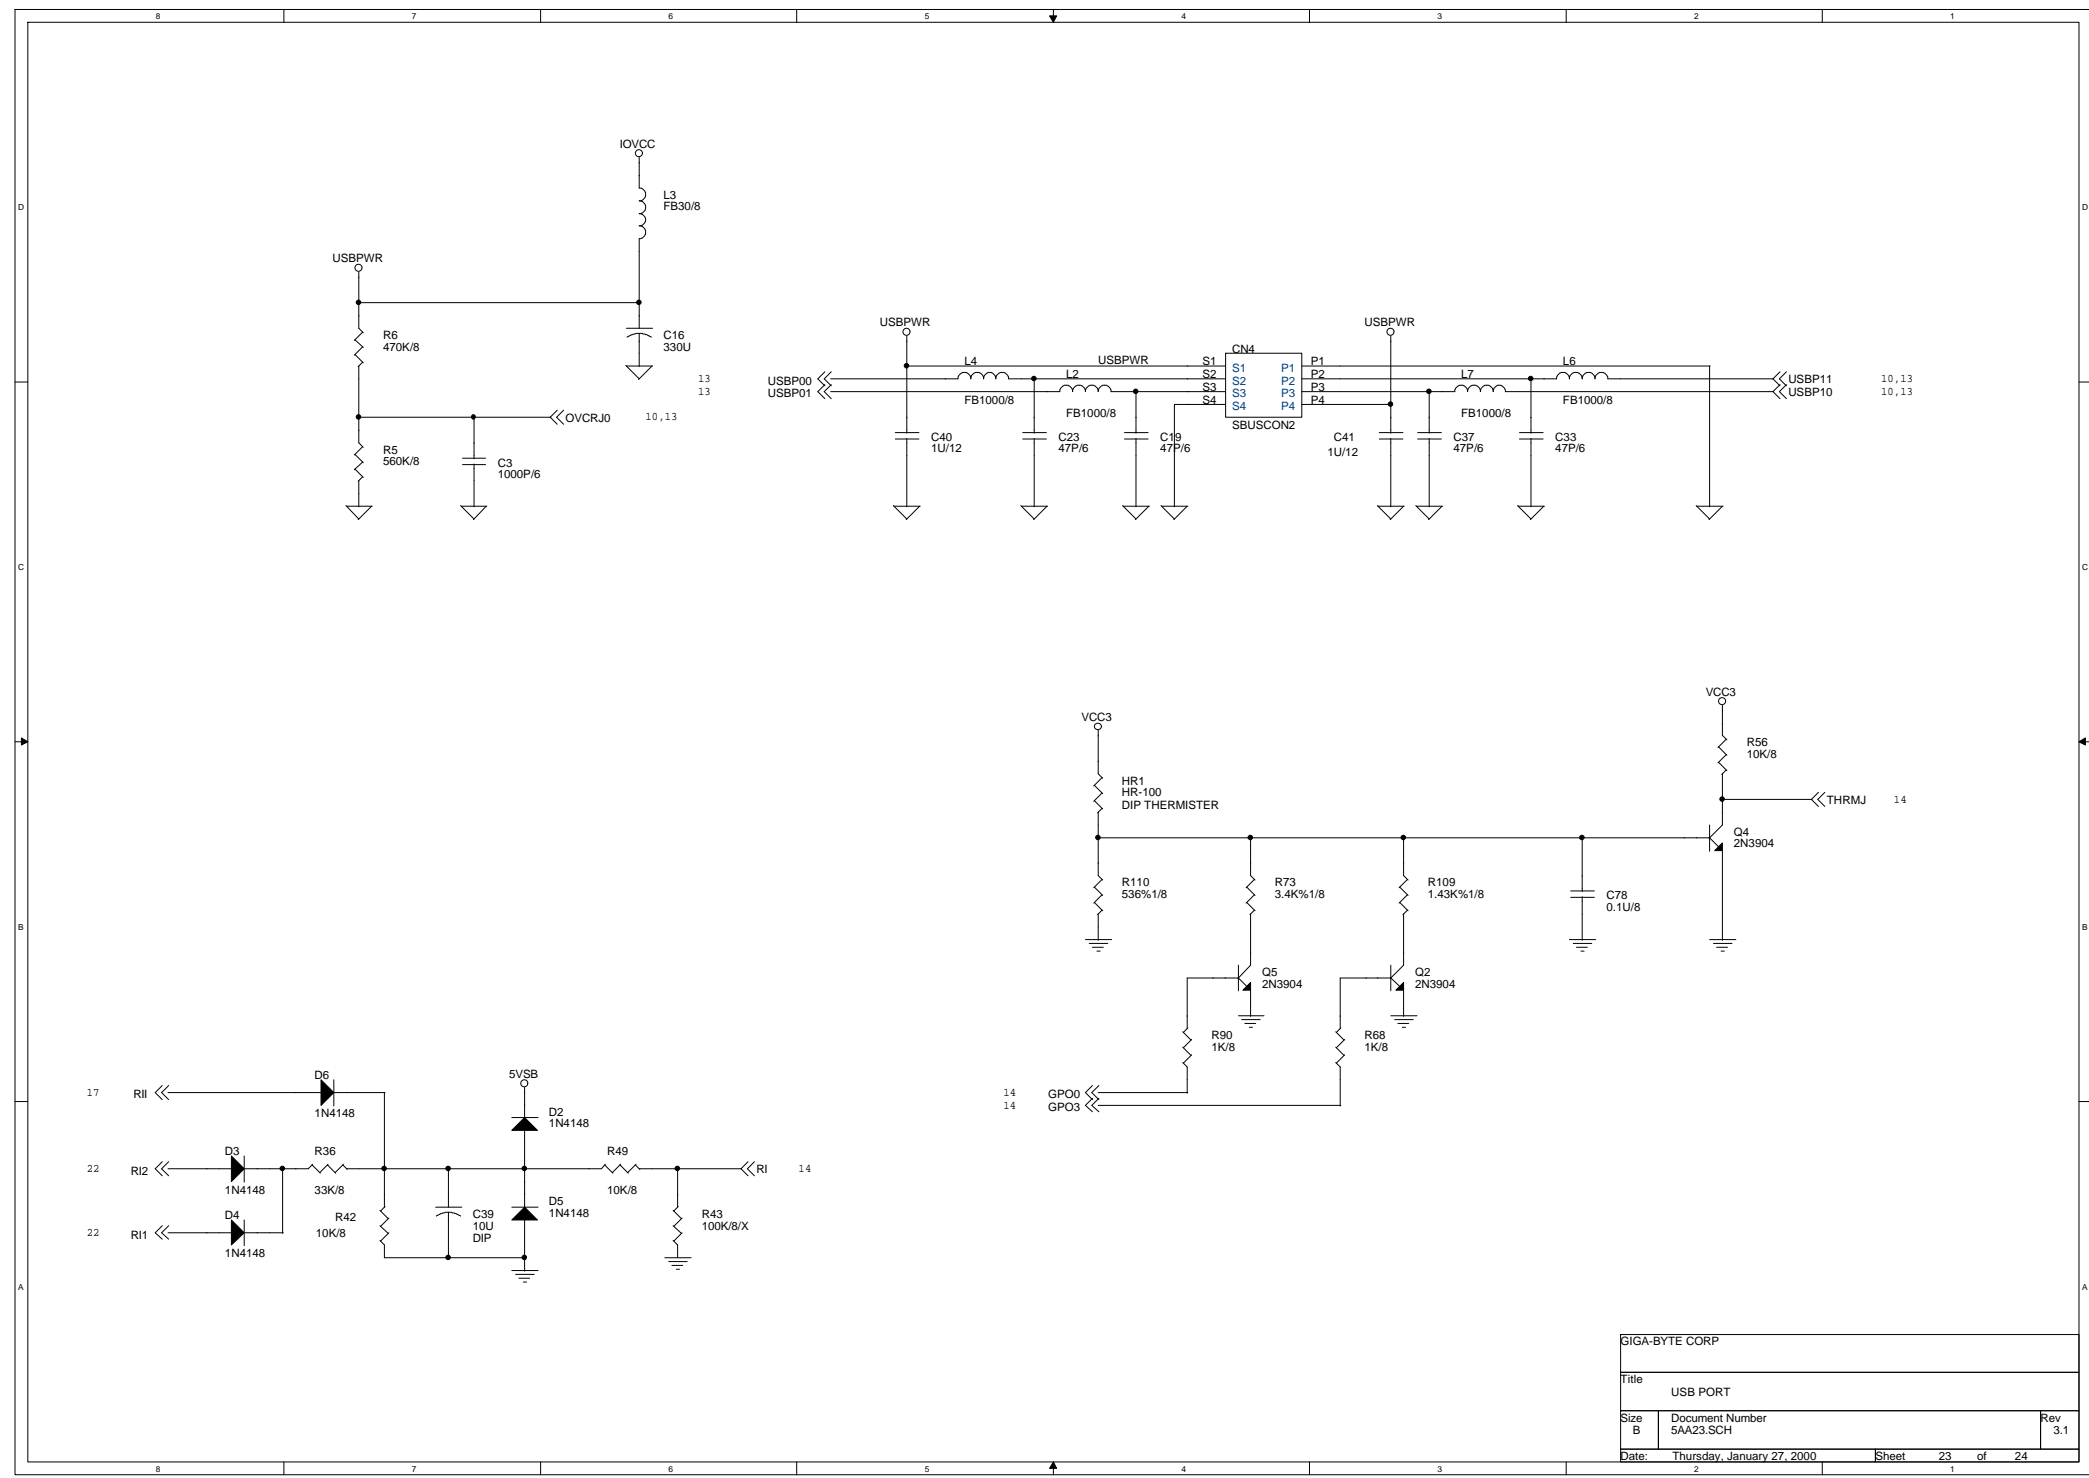 8 7 6 5 4 3 2 1
D
D
C
C
B
B
A
A
IOVCC
L3
FB30/8
USBPWR
R6
470K/8
C16
330U
OVCRJ0 10,13
R5
560K/8
C3
1000P/6
USBPWR
USBPWR
13 USBP00
13 USBP01
L4
L2
USBPWR
FB1000/8
FB1000/8
CN4
S1 S1 P1 P1
S2 S2 P2 P2
S3 S3 P3 P3
S4 S4 P4 P4
SBUSCON2
L6
L7
FB1000/8
FB1000/8
USBP11 10,13
USBP10 10,13
C40
1U/12
C23
47P/6
C19
47P/6
C41
1U/12
C37
47P/6
C33
47P/6
VCC3
VCC3
R56
10K/8
HR1
HR-100
DIP THERMISTER
THRMJ 14
Q4
2N3904
R110
536%1/8
R73
3.4K%1/8
R109
1.43K%1/8
C78
0.1U/8
Q5
2N3904
Q2
2N3904
R90
1K/8
R68
1K/8
14 GPO0
14 GPO3
17 RII
D6
1N4148
5VSB
D2
1N4148
22 RI2
D3
1N4148
R36
33K/8
R49
10K/8
RI 14
22 RI1
D4
1N4148
R42
10K/8
C39
10U
DIP
D5
1N4148
R43
100K/8/X
GIGA-BYTE CORP
Title
USB PORT
Size Document Number Rev
B 5AA23.SCH 3.1
Date: Thursday, January 27, 2000 Sheet 23 of 24
8 7 6 5 4 3 2 1